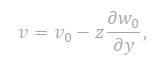 v = v₀ − z ∂w₀/∂y ,